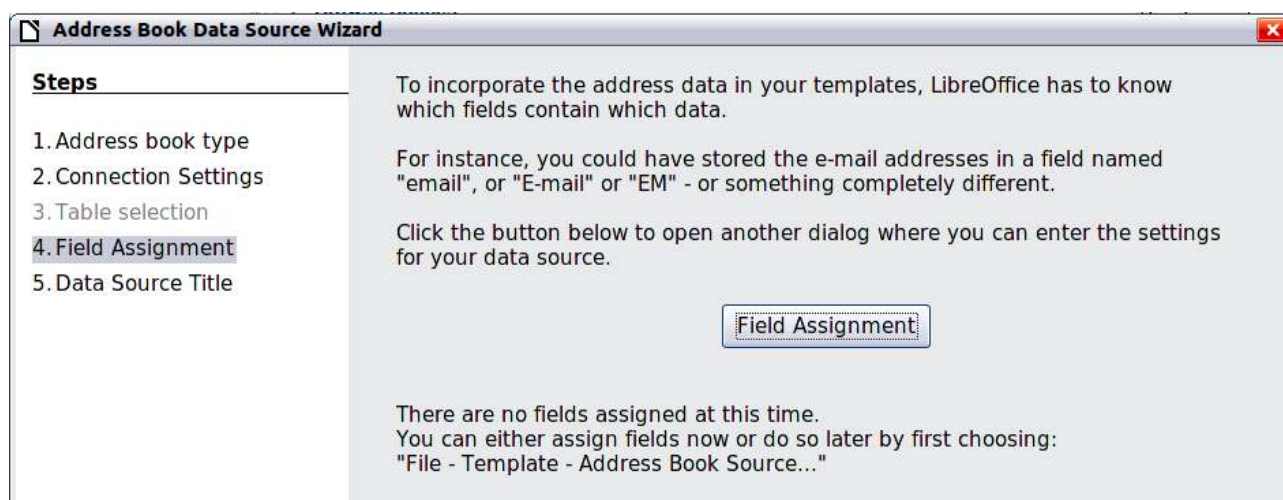 Address Book Data Source Wizard
Steps
1. Address book type
2. Connection Settings
3. Table selection
4. Field Assignment
5. Data Source Title
To incorporate the address data in your templates, LibreOffice has to know
which fields contain which data.
For instance, you could have stored the e-mail addresses in a field named
"email", or "E-mail" or "EM" - or something completely different.
Click the button below to open another dialog where you can enter the settings
for your data source.
Field Assignment
There are no fields assigned at this time.
You can either assign fields now or do so later by first choosing:
"File - Template - Address Book Source..."